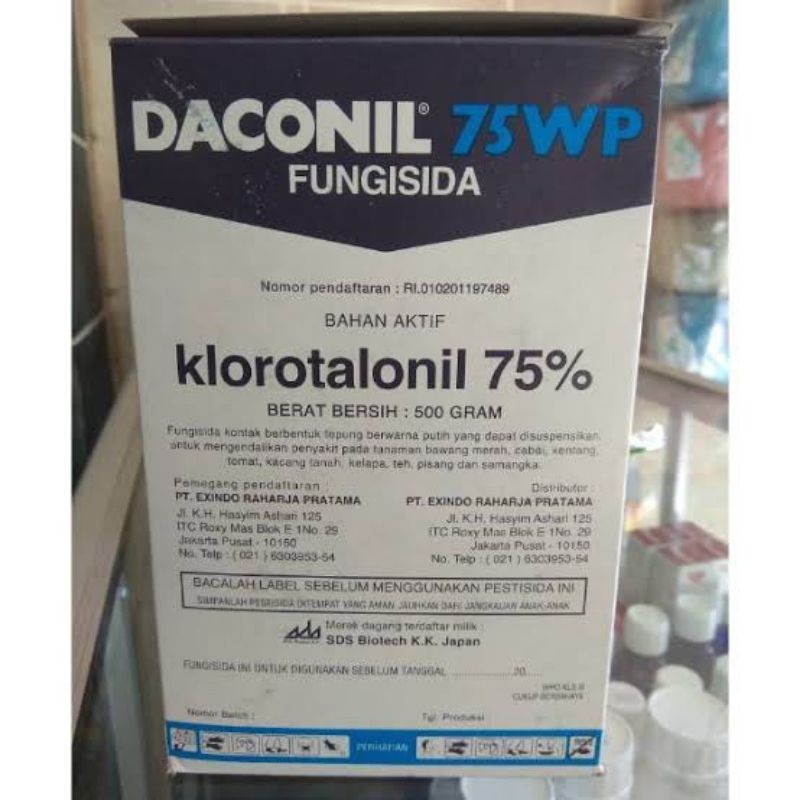 DACONIL® 75WP
FUNGISIDA
Nomor pendaftaran : RI.010201197489
BAHAN AKTIF
klorotalonil 75%
BERAT BERSIH : 500 GRAM
Fungisida kontak berbentuk tepung berwarna putih yang dapat disuspensikan
untuk mengendalikan penyakit pada tanaman bawang merah, cabai, kentang,
tomat, kacang tanah, kelapa, teh, pisang dan semangka.
Pemegang pendaftaran :
PT. EXINDO RAHARJA PRATAMA
Jl. K.H. Hasyim Ashari 125
ITC Roxy Mas Blok E 1No. 29
Jakarta Pusat - 10150
No. Telp : ( 021 ) 6303953-54
Distributor :
PT. EXINDO RAHARJA PRATAMA
Jl. K.H. Hasyim Ashari 125
ITC Roxy Mas Blok E 1No. 29
Jakarta Pusat - 10150
No. Telp : ( 021 ) 6303953-54
BACALAH LABEL SEBELUM MENGGUNAKAN PESTISIDA INI
SIMPANLAH PESTISIDA DITEMPAT YANG AMAN JAUHKAN DARI JANGKAUAN ANAK-ANAK
Merek dagang terdaftar milik :
SDS Biotech K.K. Japan
FUNGISIDA INI UNTUK DIGUNAKAN SEBELUM TANGGAL ..................20.....
CUKUP BERBAHAYA
Nomor Batch :
Tgl. Produksi
PERHATIAN